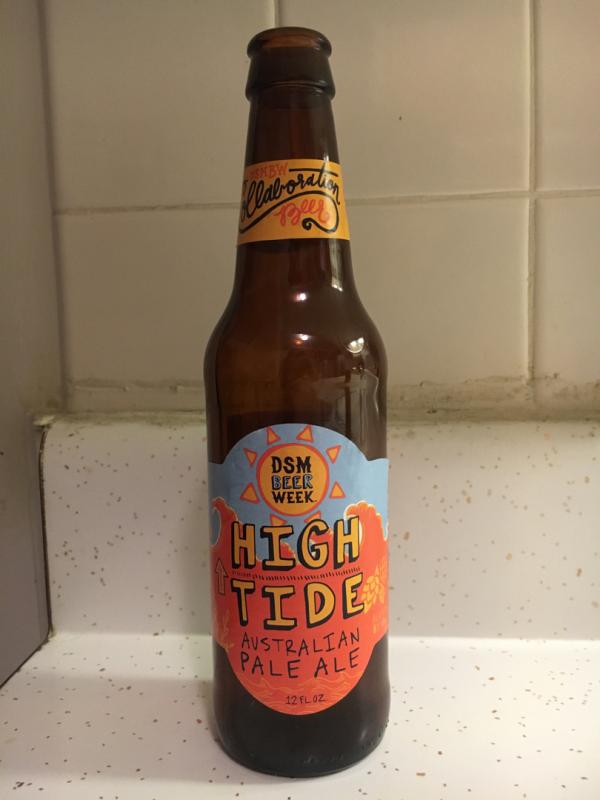 DSMBW
Collaboration
Beer
DSM
BEER
WEEK
HIGH
TIDE
AUSTRALIAN
PALE ALE
12 FL OZ